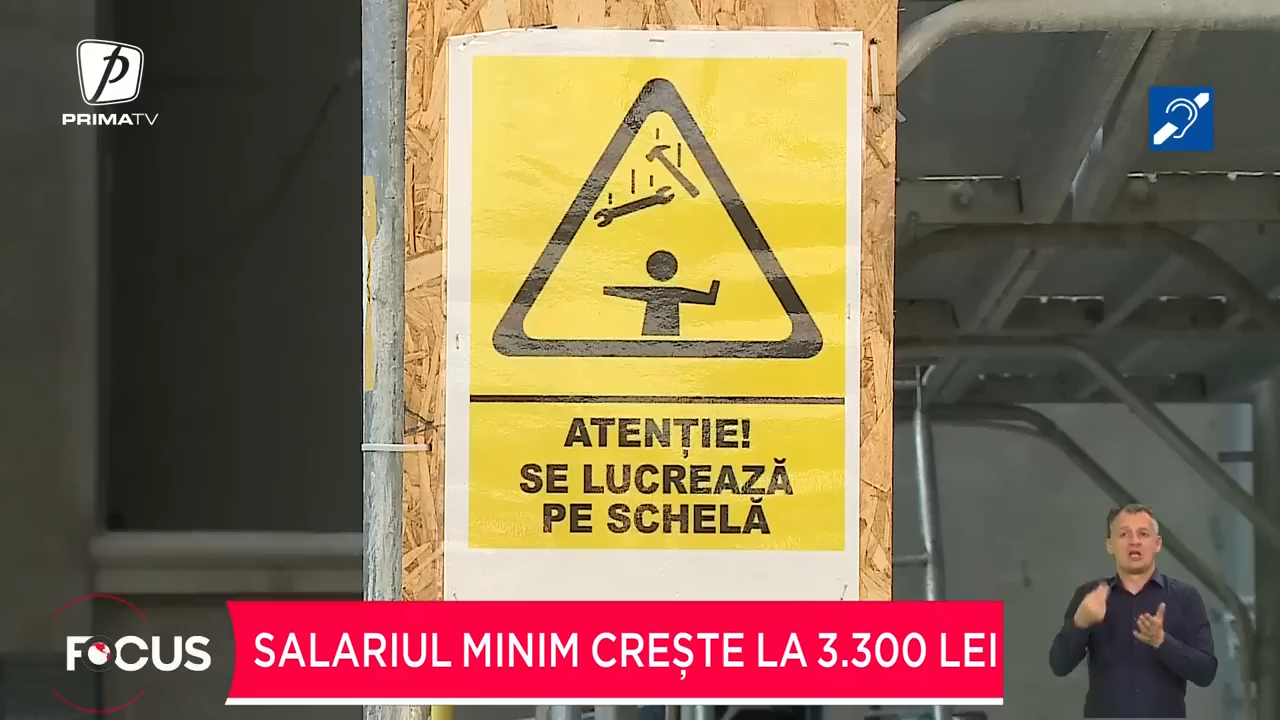 PRIMATV
ATENȚIE!
SE LUCREAZĂ
PE SCHELĂ
FOCUS
SALARIUL MINIM CREȘTE LA 3.300 LEI